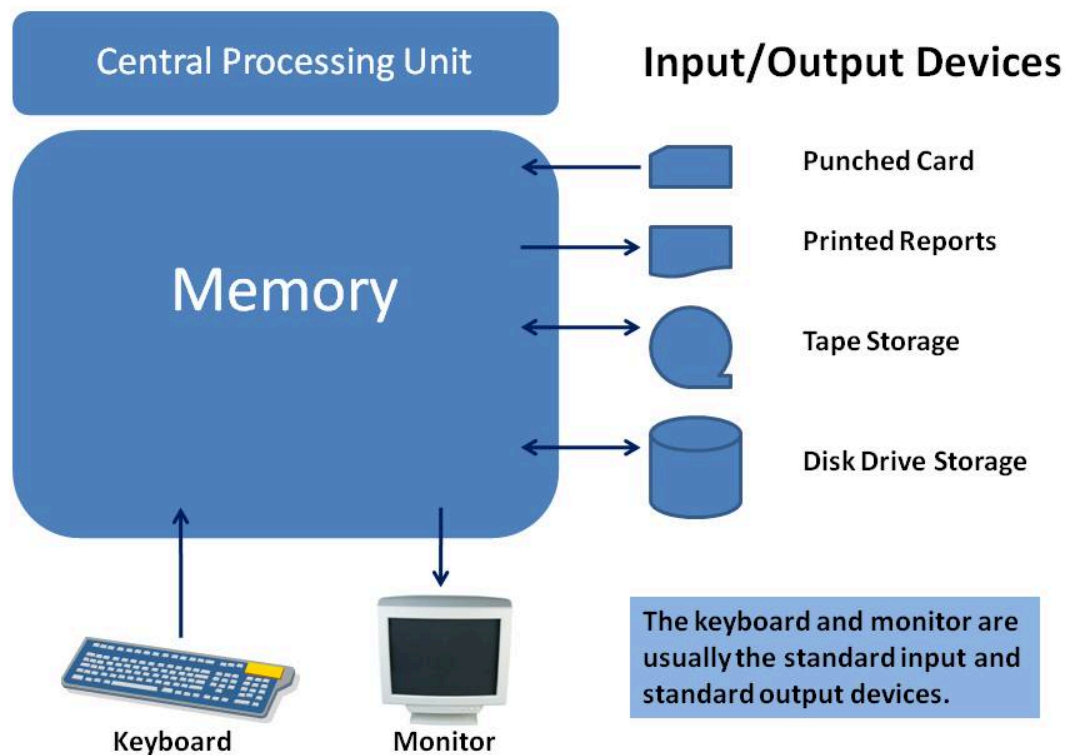 Central Processing Unit
Input/Output Devices
Memory
Punched Card
Printed Reports
Tape Storage
Disk Drive Storage
The keyboard and monitor are
usually the standard input and
standard output devices.
Keyboard
Monitor